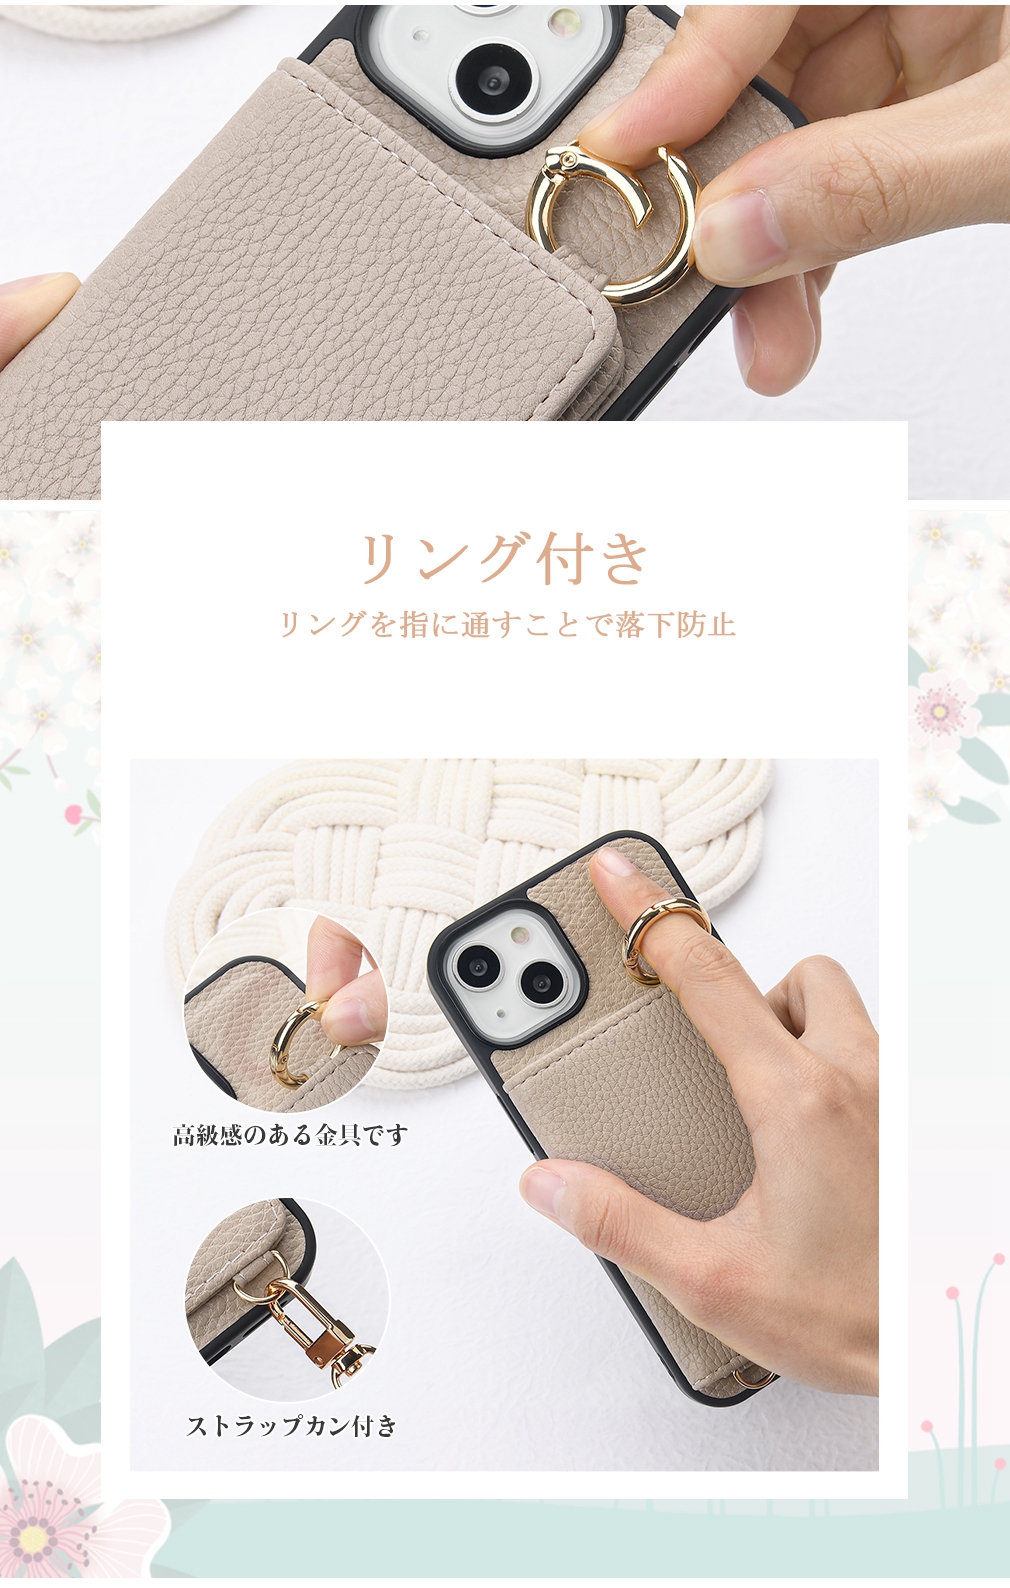 リング付き
リングを指に通すことで落下防止
高級感のある金具です
ストラップカン付き